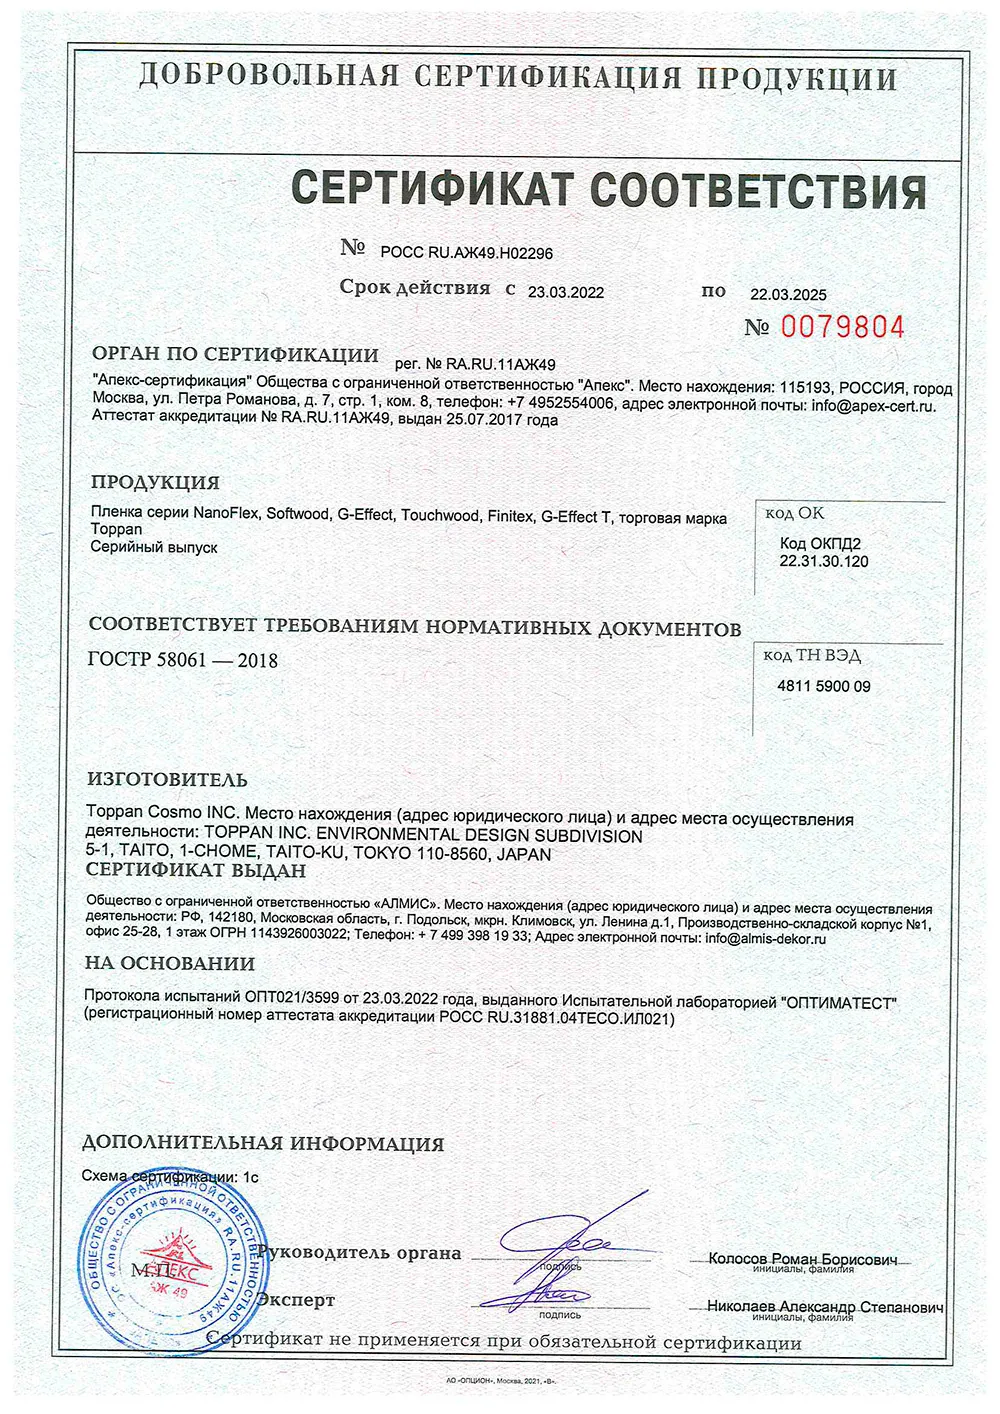 ДОБРОВОЛЬНАЯ СЕРТИФИКАЦИЯ ПРОДУКЦИИ
СЕРТИФИКАТ СООТВЕТСТВИЯ
№ РОСС RU.АЖ49.Н02296
Срок действия с 23.03.2022 по 22.03.2025
№ 0079804
ОРГАН ПО СЕРТИФИКАЦИИ рег. № RA.RU.11АЖ49
"Апекс-сертификация" Общества с ограниченной ответственностью "Апекс". Место нахождения: 115193, РОССИЯ, город
Москва, ул. Петра Романова, д. 7, стр. 1, ком. 8, телефон: +7 4952554006, адрес электронной почты: info@apex-cert.ru.
Аттестат аккредитации № RA.RU.11АЖ49, выдан 25.07.2017 года
ПРОДУКЦИЯ
Пленка серии NanoFlex, Softwood, G-Effect, Touchwood, Finitex, G-Effect T, торговая марка
Toppan
Серийный выпуск
код ОК
Код ОКПД2
22.31.30.120
СООТВЕТСТВУЕТ ТРЕБОВАНИЯМ НОРМАТИВНЫХ ДОКУМЕНТОВ
ГОСТР 58061 — 2018
код ТН ВЭД
4811 5900 09
ИЗГОТОВИТЕЛЬ
Toppan Cosmo INC. Место нахождения (адрес юридического лица) и адрес места осуществления
деятельности: TOPPAN INC. ENVIRONMENTAL DESIGN SUBDIVISION
5-1, TAITO, 1-CHOME, TAITO-KU, TOKYO 110-8560, JAPAN
СЕРТИФИКАТ ВЫДАН
Общество с ограниченной ответственностью «АЛМИС». Место нахождения (адрес юридического лица) и адрес места осуществления
деятельности: РФ, 142180, Московская область, г. Подольск, мкрн. Климовск, ул. Ленина д.1, Производственно-складской корпус №1,
офис 25-28, 1 этаж ОГРН 1143926003022; Телефон: + 7 499 398 19 33; Адрес электронной почты: info@almis-dekor.ru
НА ОСНОВАНИИ
Протокола испытаний ОПТ021/3599 от 23.03.2022 года, выданного Испытательной лабораторией "ОПТИМАТЕСТ"
(регистрационный номер аттестата аккредитации РОСС RU.31881.04ТЕСО.ИЛ021)
ДОПОЛНИТЕЛЬНАЯ ИНФОРМАЦИЯ
Схема сертификации: 1с
ОБЩЕСТВО С ОГРАНИЧЕННОЙ ОТВЕТСТВЕННОСТЬЮ
«Апекс-сертификация» RA.RU.11АЖ49
АПЕКС
АЖ 49
М.П.
Руководитель органа
подпись
Колосов Роман Борисович
инициалы, фамилия
Эксперт
подпись
Николаев Александр Степанович
инициалы, фамилия
Сертификат не применяется при обязательной сертификации
АО «ОПЦИОН», Москва, 2021, «В».